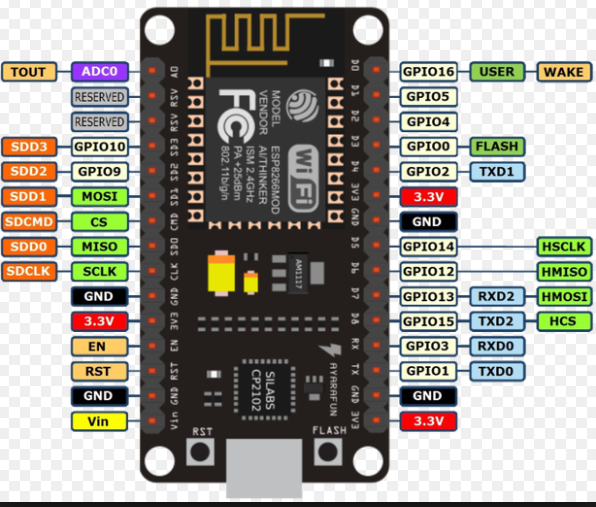 TOUT ADC0 A0 D0 GPIO16 USER WAKE
RESERVED RSV D1 GPIO5
RESERVED RSV D2 GPIO4
SDD3 GPIO10 SD3 D3 GPIO0 FLASH
SDD2 GPIO9 SD2 D4 GPIO2 TXD1
SDD1 MOSI SD1 3V3 3.3V
SDCMD CS CMD GND GND
SDD0 MISO SD0 D5 GPIO14 HSCLK
SDCLK SCLK CLK D6 GPIO12 HMISO
GND GND D7 GPIO13 RXD2 HMOSI
3.3V 3V3 D8 GPIO15 TXD2 HCS
EN EN RX GPIO3 RXD0
RST RST TX GPIO1 TXD0
GND GND GND GND
Vin Vin 3V3 3.3V
MODEL ESP8266MOD
VENDOR AI/THINKER
ISM 2.4GHz
PA +25dBm
802.11b/g/n
FC
WiFi
AM1117
SILABS
CP2102
AYARAFUN
RST FLASH